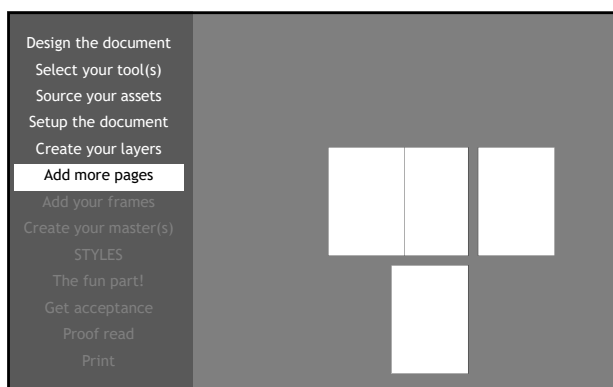 Design the document
Select your tool(s)
Source your assets
Setup the document
Create your layers
Add more pages
Add your frames
Create your master(s)
STYLES
The fun part!
Get acceptance
Proof read
Print